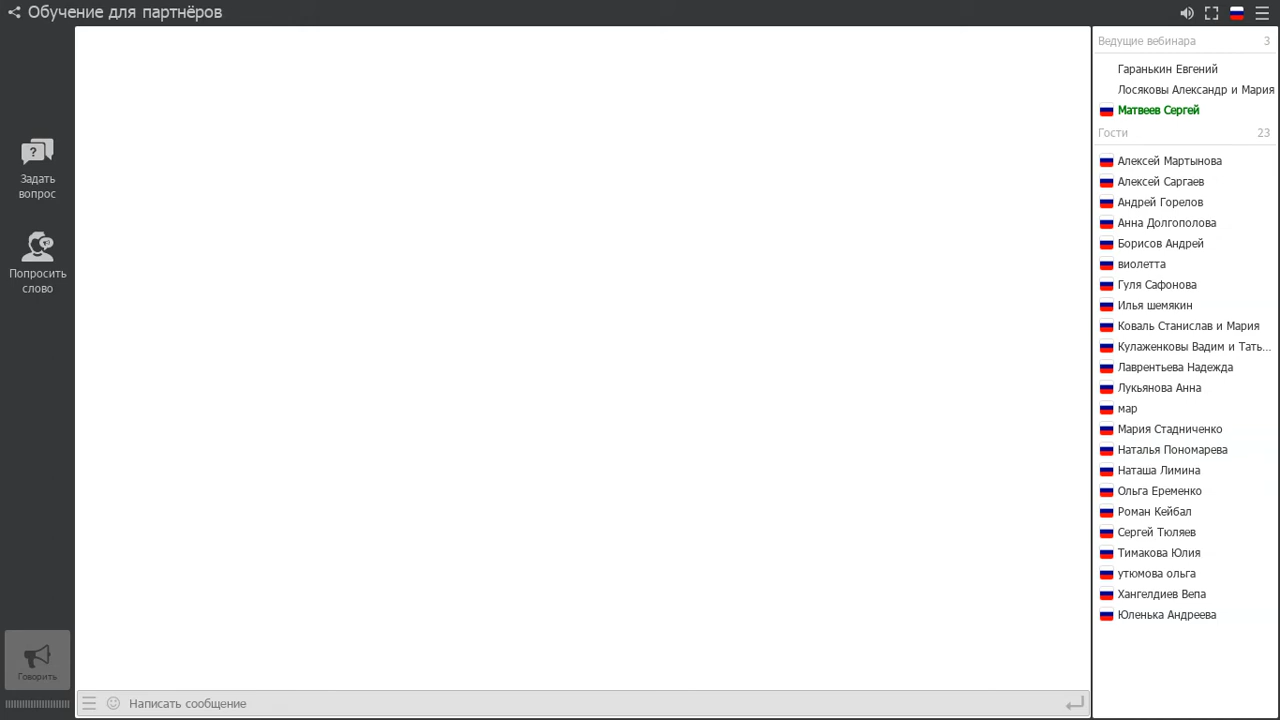 Обучение для партнёров
Задать
вопрос
Попросить
слово
Говорить
Написать сообщение
Ведущие вебинара 3
Гаранькин Евгений
Лосяковы Александр и Мария
Матвеев Сергей
Гости 23
Алексей Мартынова
Алексей Саргаев
Андрей Горелов
Анна Долгополова
Борисов Андрей
виолетта
Гуля Сафонова
Илья шемякин
Коваль Станислав и Мария
Кулаженковы Вадим и Тать...
Лаврентьева Надежда
Лукьянова Анна
мар
Мария Стадниченко
Наталья Пономарева
Наташа Лимина
Ольга Еременко
Роман Кейбал
Сергей Тюляев
Тимакова Юлия
утюмова ольга
Хангелдиев Вепа
Юленька Андреева